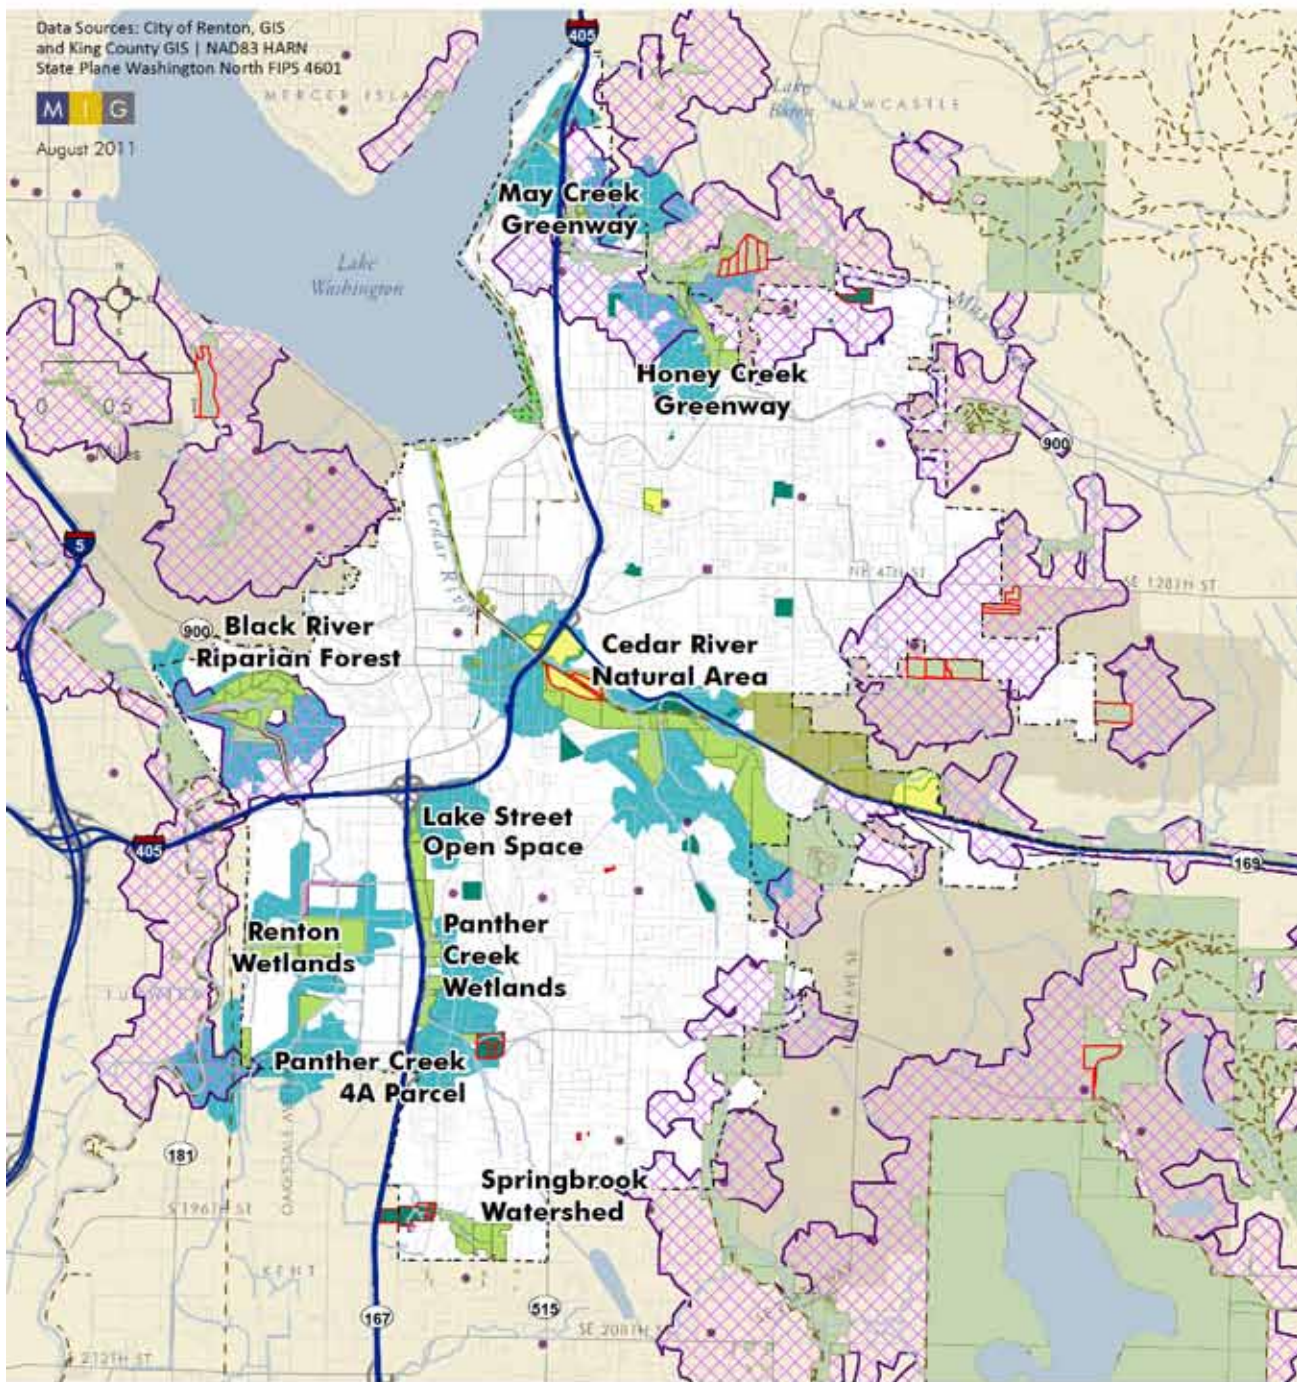 Data Sources: City of Renton, GIS
and King County GIS | NAD83 HARN
State Plane Washington North FIPS 4601
M I G
August 2011
405
MERCER ISLAND
Lake
Boren
NEWCASTLE
May Creek
Greenway
Lake
Washington
Honey Creek
Greenway
0 0.5 1
Miles
900
5
Cedar River
NE 4TH ST
SE 128TH ST
900
Black River
Riparian Forest
Cedar River
Natural Area
Lake Street
Open Space
405
169
Renton
Wetlands
Panther
Creek
Wetlands
Panther Creek
4A Parcel
181
OAKESDALE AVE
Springbrook
Watershed
S 196TH ST
KENT
167
515
SE 208TH ST
S 212TH ST